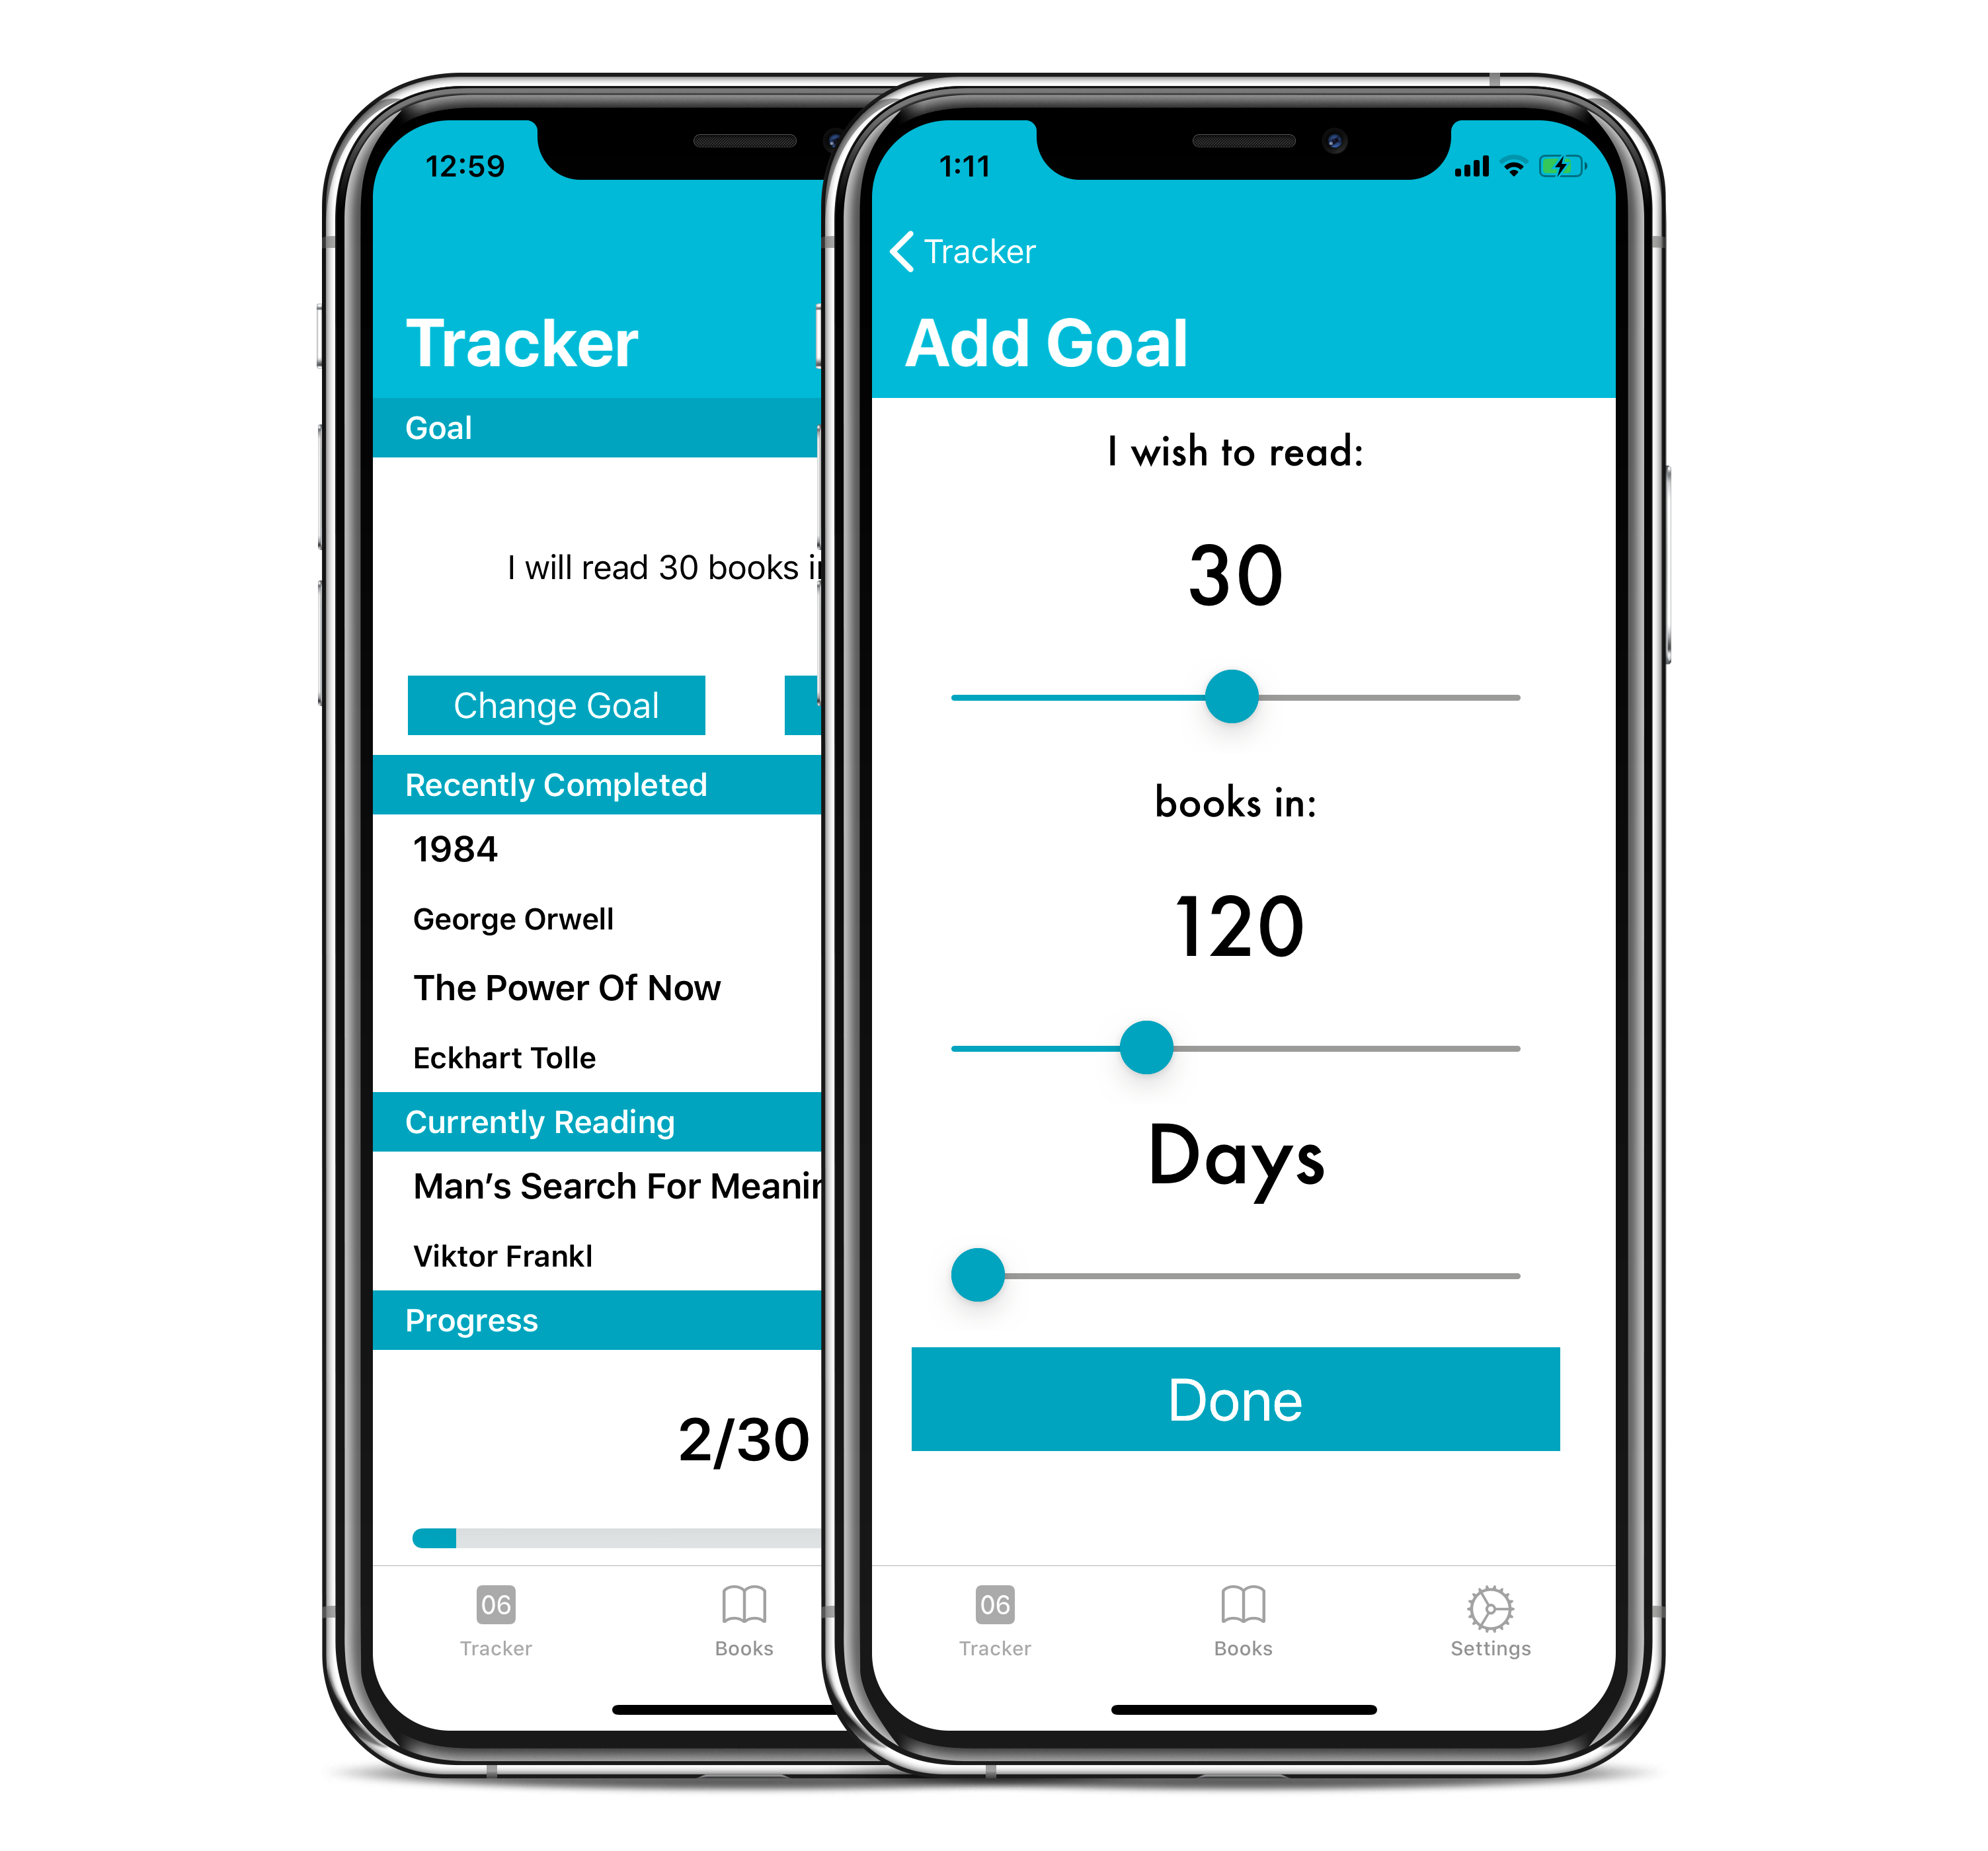 12:59
Tracker
Goal
I will read 30 books
Change Goal
Recently Completed
1984
George Orwell
The Power Of Now
Eckhart Tolle
Currently Reading
Man’s Search For
Viktor Frankl
Progress
2/30
06
Tracker
Books
1:11
Tracker
Add Goal
I wish to read:
30
books in:
120
Days
Done
06
Tracker
Books
Settings